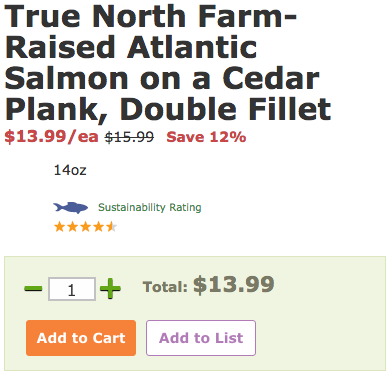 True North Farm-
Raised Atlantic
Salmon on a Cedar
Plank, Double Fillet
$13.99/ea $15.99 Save 12%
14oz
Sustainability Rating
− 1 + Total: $13.99
Add to Cart Add to List